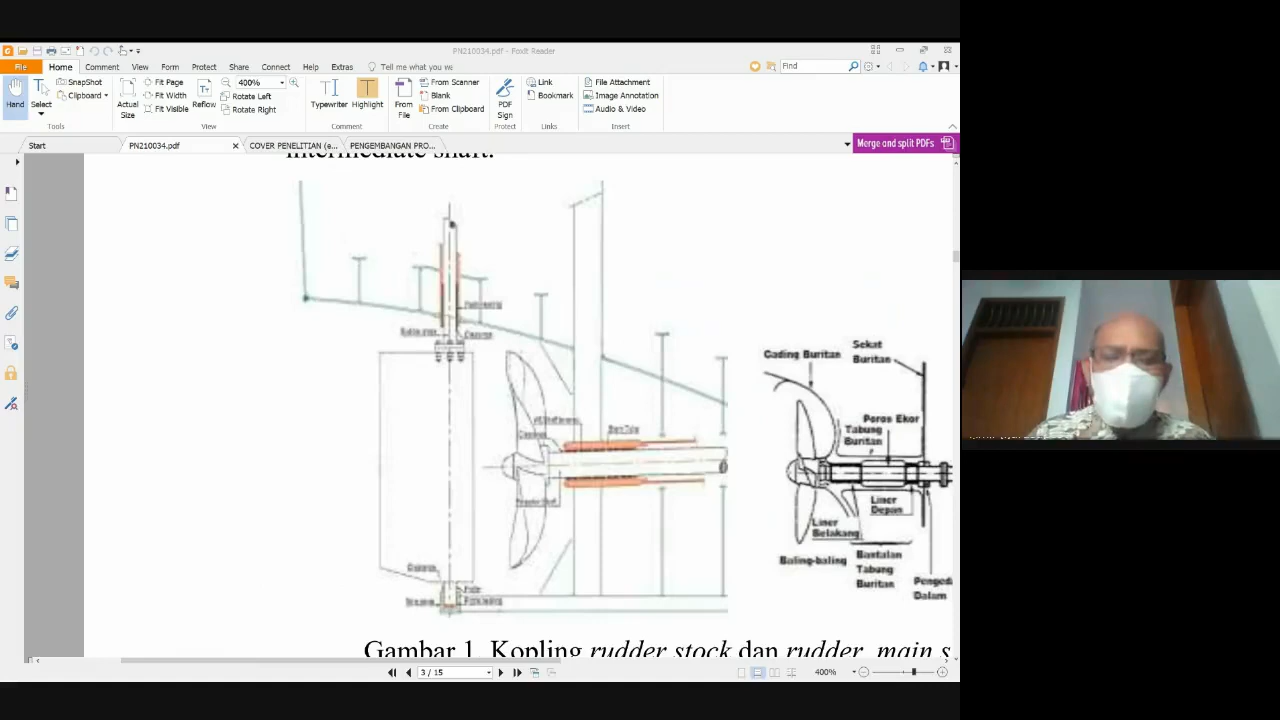 PN210034.pdf - Foxit Reader
File Home Comment View Form Protect Share Connect Help Extras Tell me what you wa Find
Hand
Select
SnapShot
Clipboard
Tools
Actual Size
Fit Page
Fit Width
Fit Visible
Reflow
400%
Rotate Left
Rotate Right
View
Typewriter
Highlight
Comment
From File
From Scanner
Blank
From Clipboard
Create
PDF Sign
Protect
Link
Bookmark
Links
File Attachment
Image Annotation
Audio & Video
Insert
Start PN210034.pdf COVER PENELITIAN (e... PENGEMBANGAN PRO... Merge and split PDFs
intermediate shaft.
Gading Buritan
Sekat
Buritan
Poros Ekor
Tabung
Buritan
Liner
Depan
Liner
Belakang
Baling-baling
Bantalan
Tabung
Buritan
Dalam
Gambar 1. Kopling rudder stock dan rudder, main s
3 / 15
400%